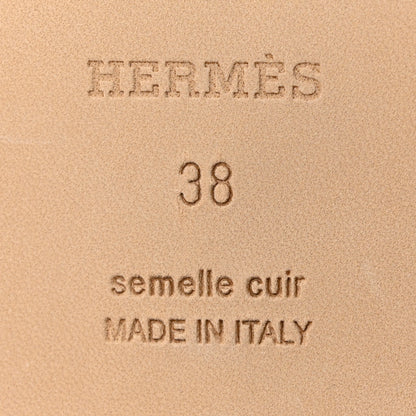 HERMÈS
38
semelle cuir
MADE IN ITALY